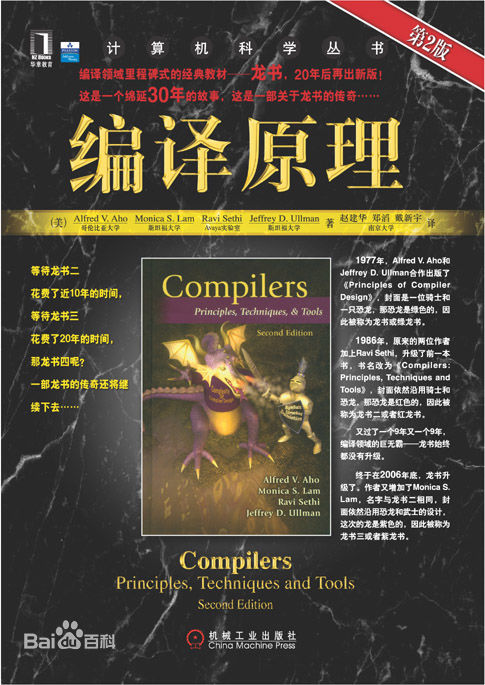 第2版
华章教育
计算机科学丛书
编译领域里程碑式的经典教材——龙书，20年后再出新版！
这是一个绵延30年的故事，这是一部关于龙书的传奇……
编译原理
（美） Alfred V. Aho Monica S. Lam Ravi Sethi Jeffrey D. Ullman 著 赵建华 郑滔 戴新宇 译
哥伦比亚大学 斯坦福大学 Avaya实验室 斯坦福大学 南京大学
等待龙书二
花费了近10年的时间，
等待龙书三
花费了20年的时间，
那龙书四呢？
一部龙书的传奇还将继
续下去……
Compilers
Principles, Techniques, & Tools
Second Edition
Alfred V. Aho
Monica S. Lam
Ravi Sethi
Jeffrey D. Ullman
1977年，Alfred V. Aho和
Jeffrey D. Ullman合作出版了
《Principles of Compiler
Design》，封面是一位骑士和
一只恐龙，那恐龙是绿色的，因
此被称为龙书或绿龙书。
1986年，原来的两位作者
加上Ravi Sethi，升级了前一本
书，书名改为《Compilers:
Principles, Techniques and
Tools》，封面依然沿用骑士和
恐龙，那恐龙是红色的，因此被
称为龙书二或者红龙书。
又过了一个9年又一个9年，
编译领域的巨无霸——龙书始终
都没有升级。
终于在2006年底，龙书升
级了。作者又增加了Monica S.
Lam，名字与龙书二相同，封
面依然沿用恐龙和武士的设计，
这次的龙是紫色的，因此被称为
龙书三或者紫龙书。
Compilers
Principles, Techniques and Tools
Second Edition
Baidu百科
机械工业出版社
China Machine Press